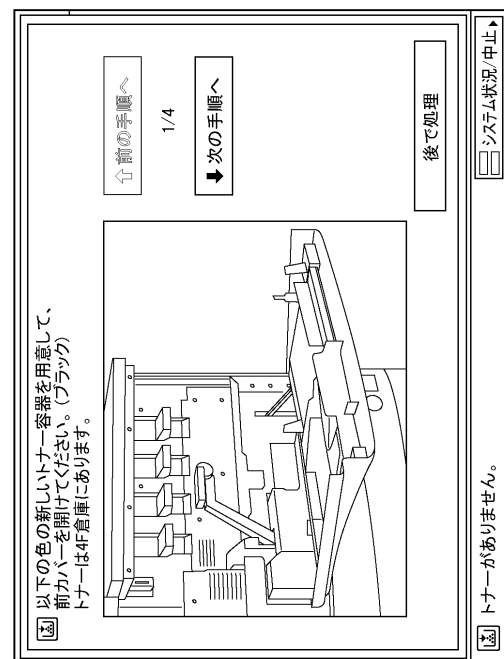 以下の色の新しいトナー容器を用意して、
前カバーを開けてください。(ブラック)
トナーは4F倉庫にあります。
⇧ 前の手順へ
1/4
⬇ 次の手順へ
後で処理
トナーがありません。
システム状況/中止▶